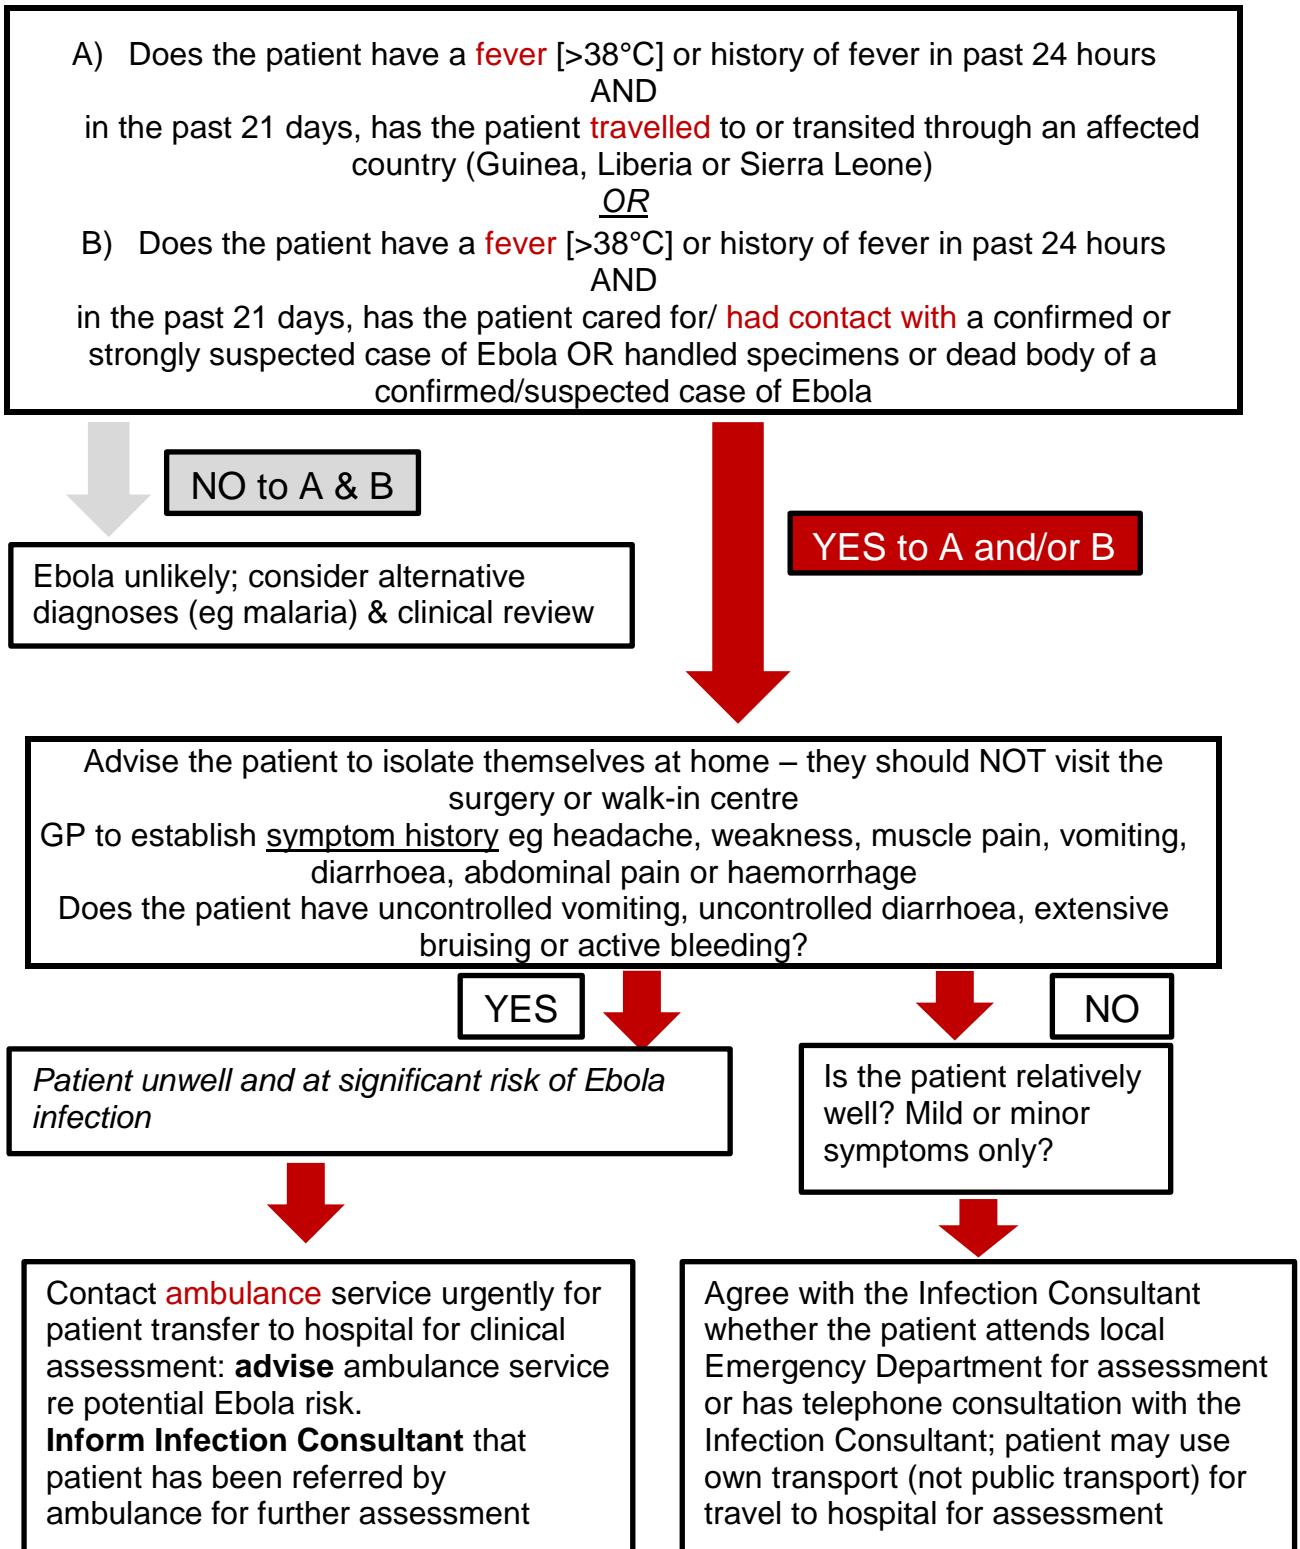 A) Does the patient have a fever [>38°C] or history of fever in past 24 hours
AND
in the past 21 days, has the patient travelled to or transited through an affected
country (Guinea, Liberia or Sierra Leone)
OR
B) Does the patient have a fever [>38°C] or history of fever in past 24 hours
AND
in the past 21 days, has the patient cared for/ had contact with a confirmed or
strongly suspected case of Ebola OR handled specimens or dead body of a
confirmed/suspected case of Ebola
NO to A & B
YES to A and/or B
Ebola unlikely; consider alternative
diagnoses (eg malaria) & clinical review
Advise the patient to isolate themselves at home – they should NOT visit the
surgery or walk-in centre
GP to establish symptom history eg headache, weakness, muscle pain, vomiting,
diarrhoea, abdominal pain or haemorrhage
Does the patient have uncontrolled vomiting, uncontrolled diarrhoea, extensive
bruising or active bleeding?
YES
NO
Patient unwell and at significant risk of Ebola
infection
Is the patient relatively
well? Mild or minor
symptoms only?
Contact ambulance service urgently for
patient transfer to hospital for clinical
assessment: advise ambulance service
re potential Ebola risk.
Inform Infection Consultant that
patient has been referred by
ambulance for further assessment
Agree with the Infection Consultant
whether the patient attends local
Emergency Department for assessment
or has telephone consultation with the
Infection Consultant; patient may use
own transport (not public transport) for
travel to hospital for assessment